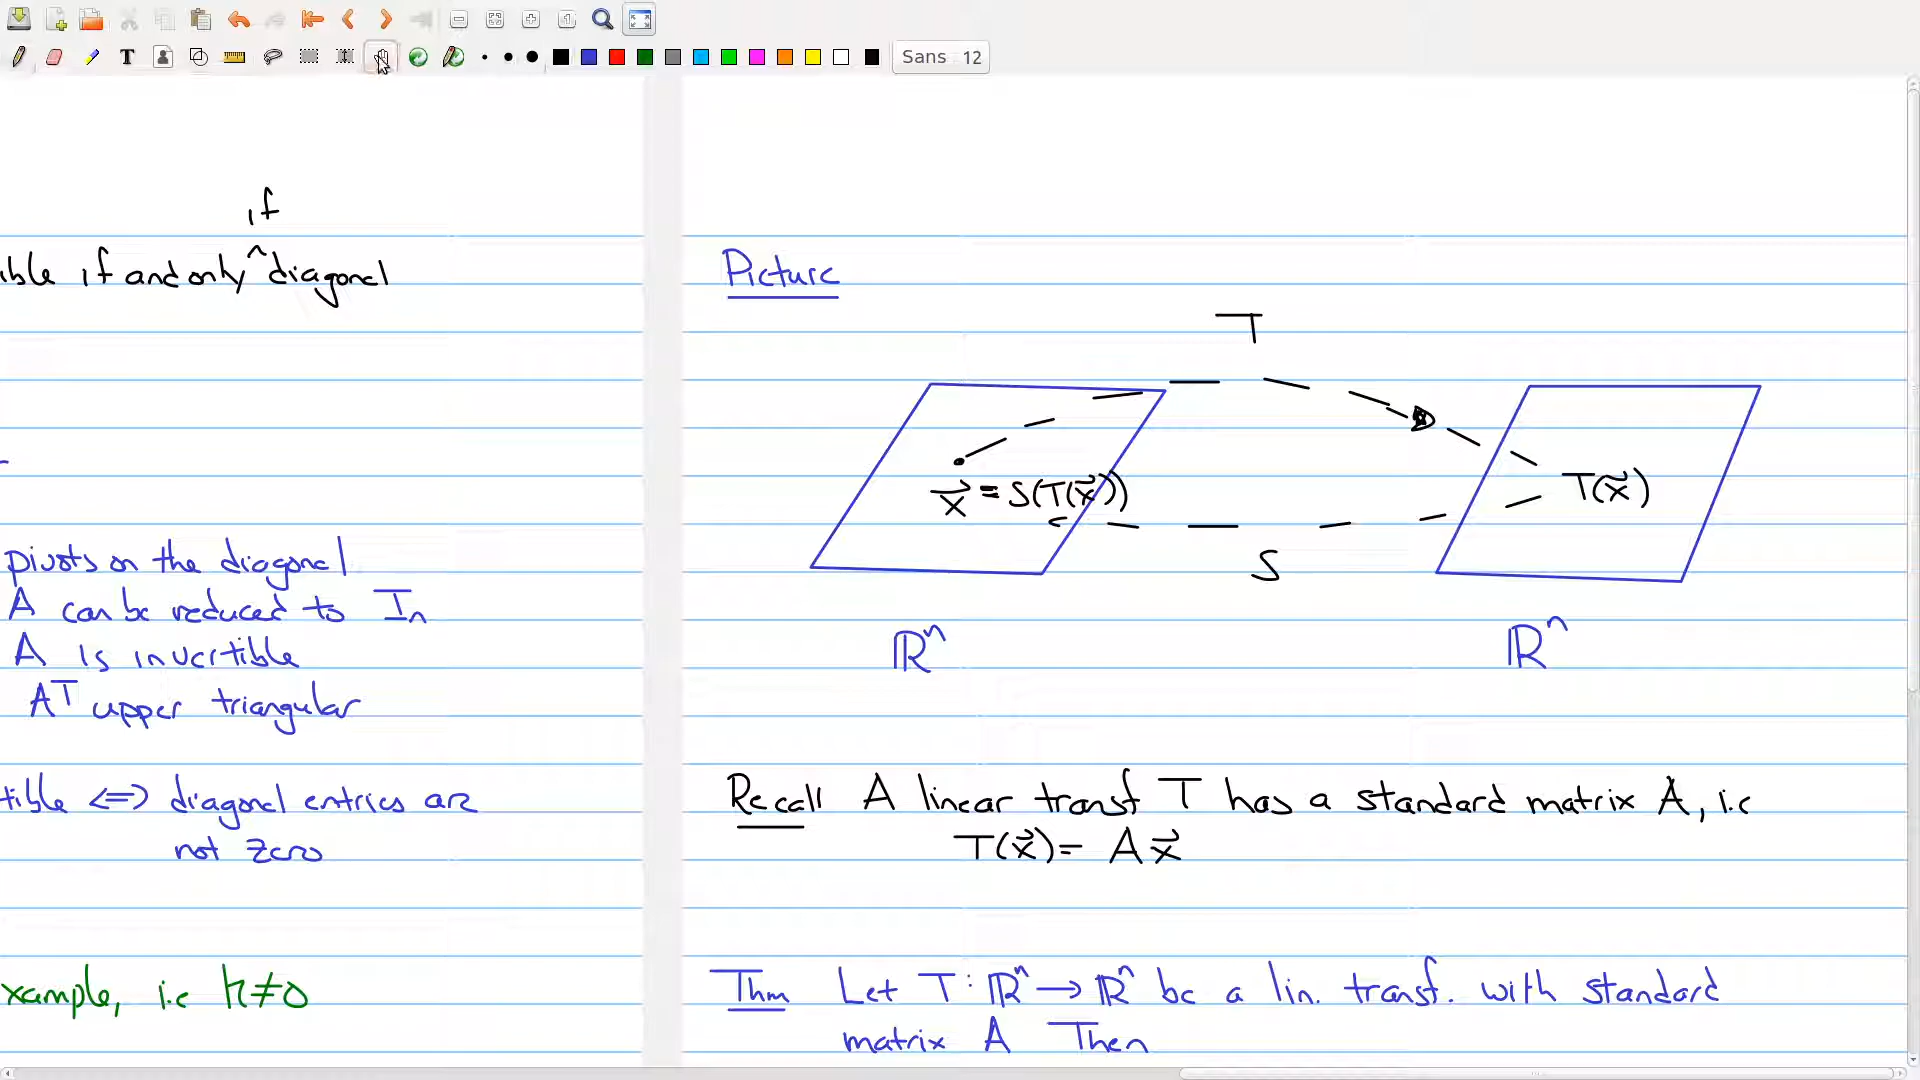 Sans 12
if
ible if and only ^ diagonal
pivots on the diagonal
A can be reduced to Iₙ
A is invertible
Aᵀ upper triangular
tible <=> diagonal entries are
not zero
xample, i.e h≠0
Picture
T
x⃗ = S(T(x⃗))
T(x⃗)
S
ℝⁿ
ℝⁿ
Recall A linear transf T has a standard matrix A, i.e
T(x⃗)= Ax⃗
Thm Let T: ℝⁿ → ℝⁿ be a lin. transf. with standard
matrix A Then